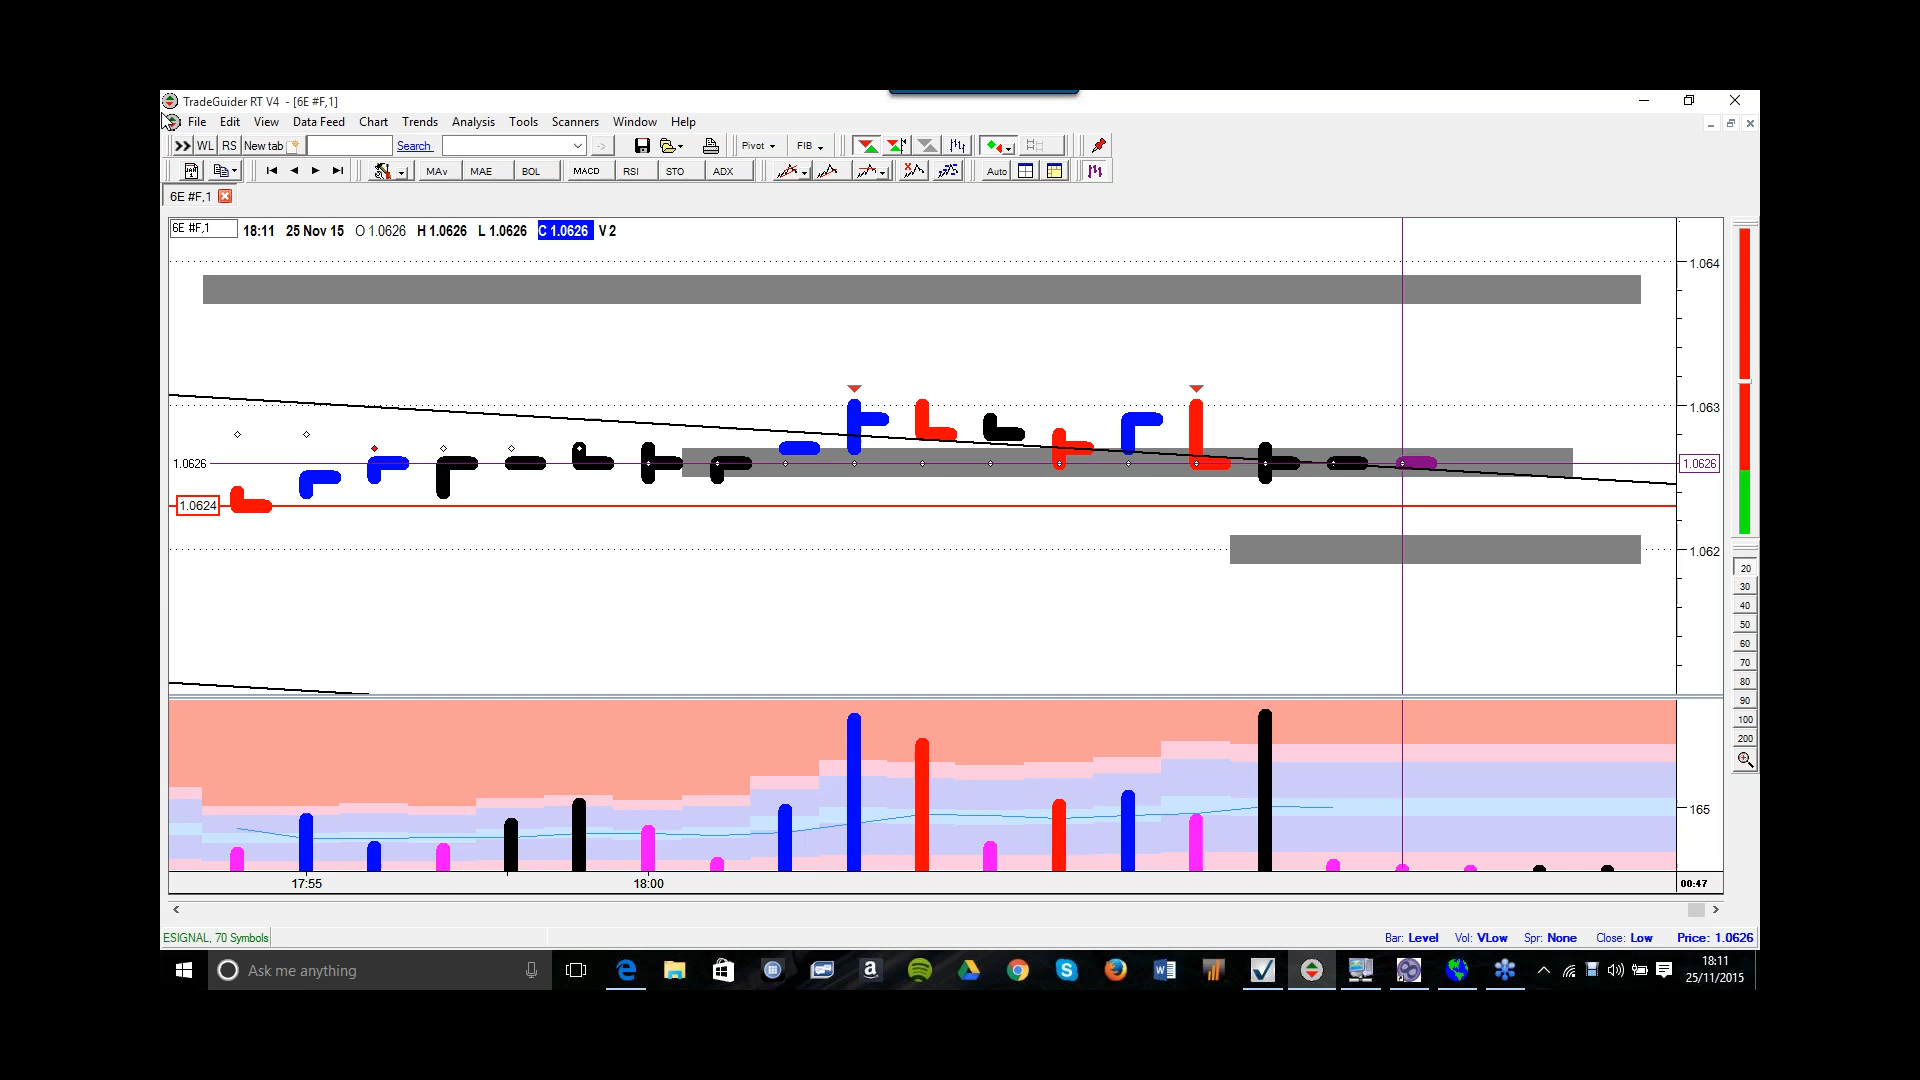 TradeGuider RT V4 - [6E #F,1]
File Edit View Data Feed Chart Trends Analysis Tools Scanners Window Help
WL RS New tab Search Pivot FIB
MAv MAE BOL MACD RSI STO ADX Auto
6E #F,1
6E #F,1 18:11 25 Nov 15 O 1.0626 H 1.0626 L 1.0626 C 1.0626 V 2
1.064
1.063
1.0626 1.0626
1.0624
1.062
20
30
40
50
60
70
80
90
100
200
165
17:55 18:00 00:47
ESIGNAL, 70 Symbols Bar: Level Vol: VLow Spr: None Close: Low Price: 1.0626
Ask me anything
18:11
25/11/2015